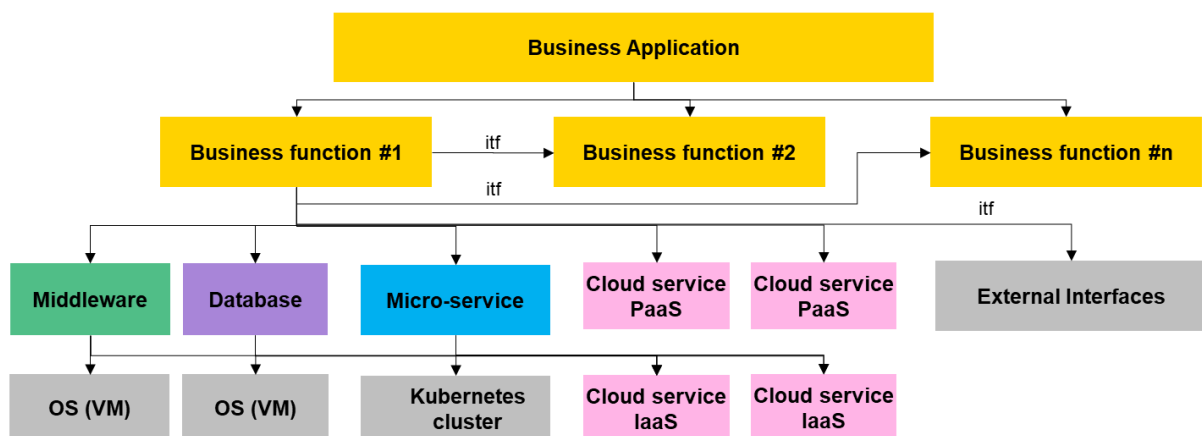 Business Application
Business function #1
itf
Business function #2
Business function #n
itf
itf
Middleware
Database
Micro-service
Cloud service
PaaS
Cloud service
PaaS
External Interfaces
OS (VM)
OS (VM)
Kubernetes
cluster
Cloud service
IaaS
Cloud service
IaaS